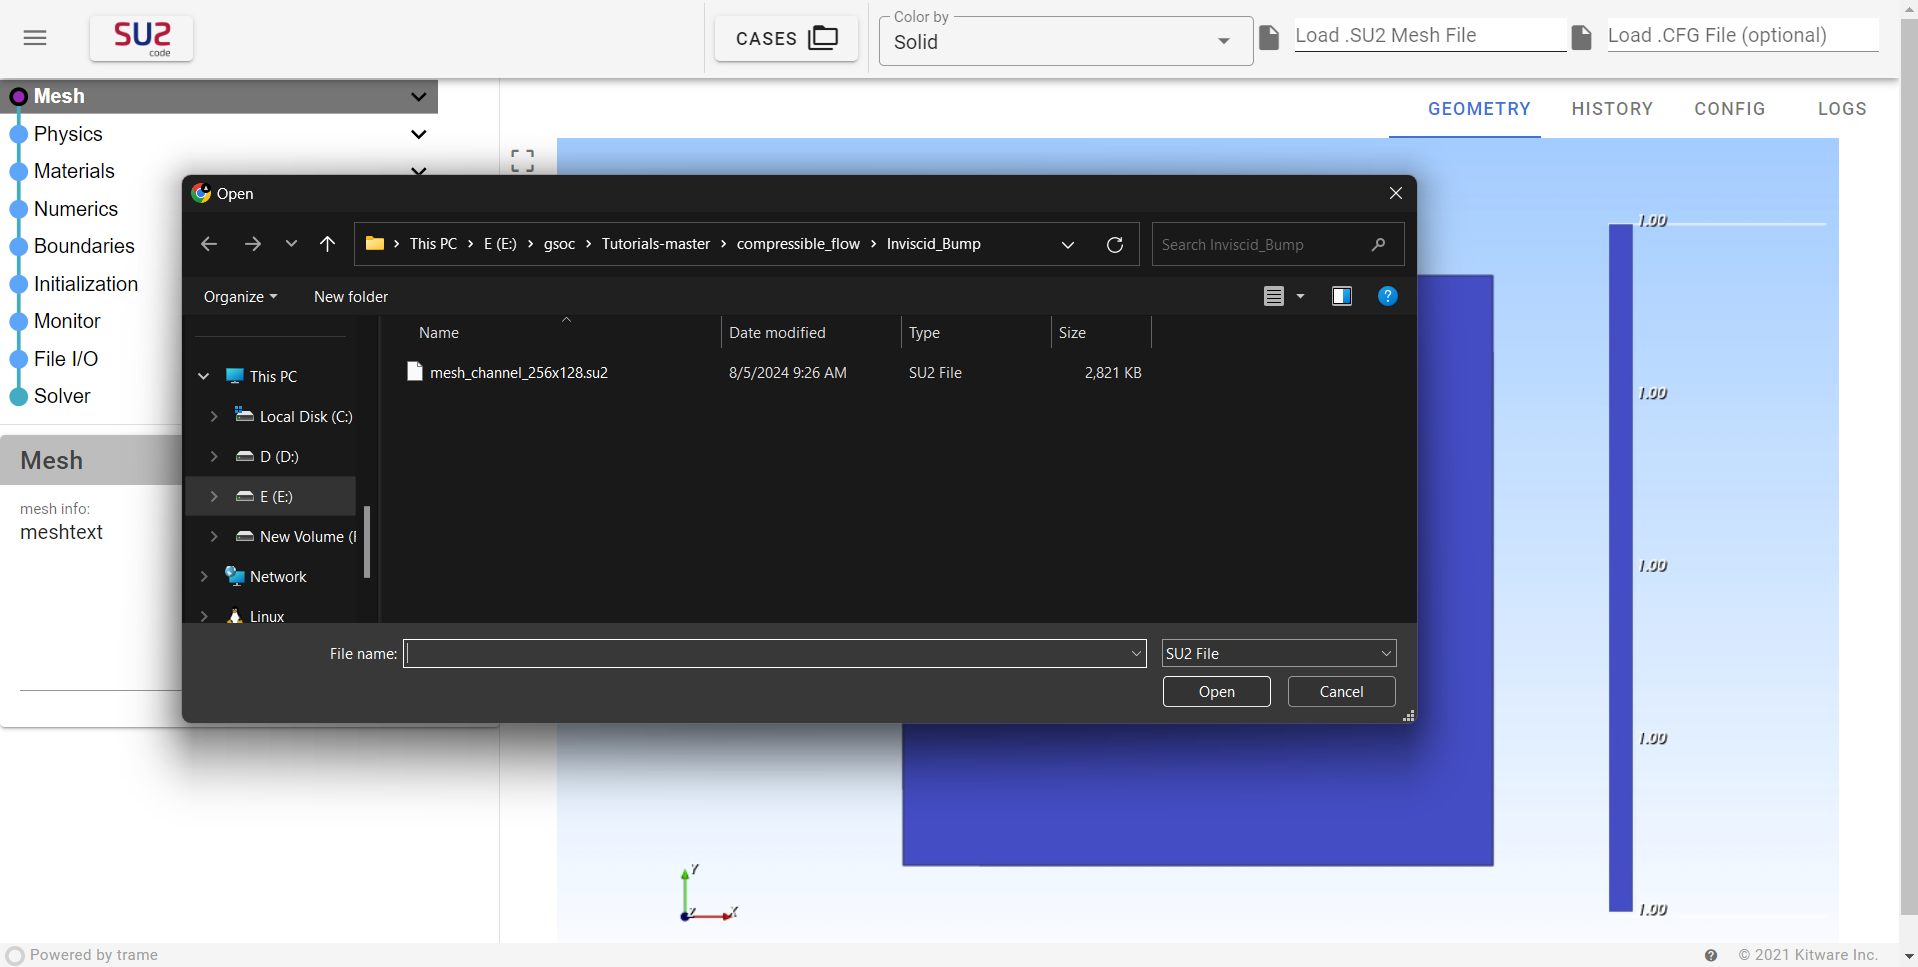 SU2
code
CASES
Color by
Solid
Load .SU2 Mesh File
Load .CFG File (optional)
Mesh
Physics
Materials
Numerics
Boundaries
Initialization
Monitor
File I/O
Solver
Mesh
mesh info:
meshtext
GEOMETRY
HISTORY
CONFIG
LOGS
Open
This PC
E (E:)
gsoc
Tutorials-master
compressible_flow
Inviscid_Bump
Search Inviscid_Bump
Organize
New folder
?
Name
Date modified
Type
Size
mesh_channel_256x128.su2
8/5/2024 9:26 AM
SU2 File
2,821 KB
This PC
Local Disk (C:)
D (D:)
E (E:)
New Volume (
Network
Linux
File name:
SU2 File
Open
Cancel
1.00
1.00
1.00
1.00
1.00
Y
Z
X
Powered by trame
?
© 2021 Kitware Inc.